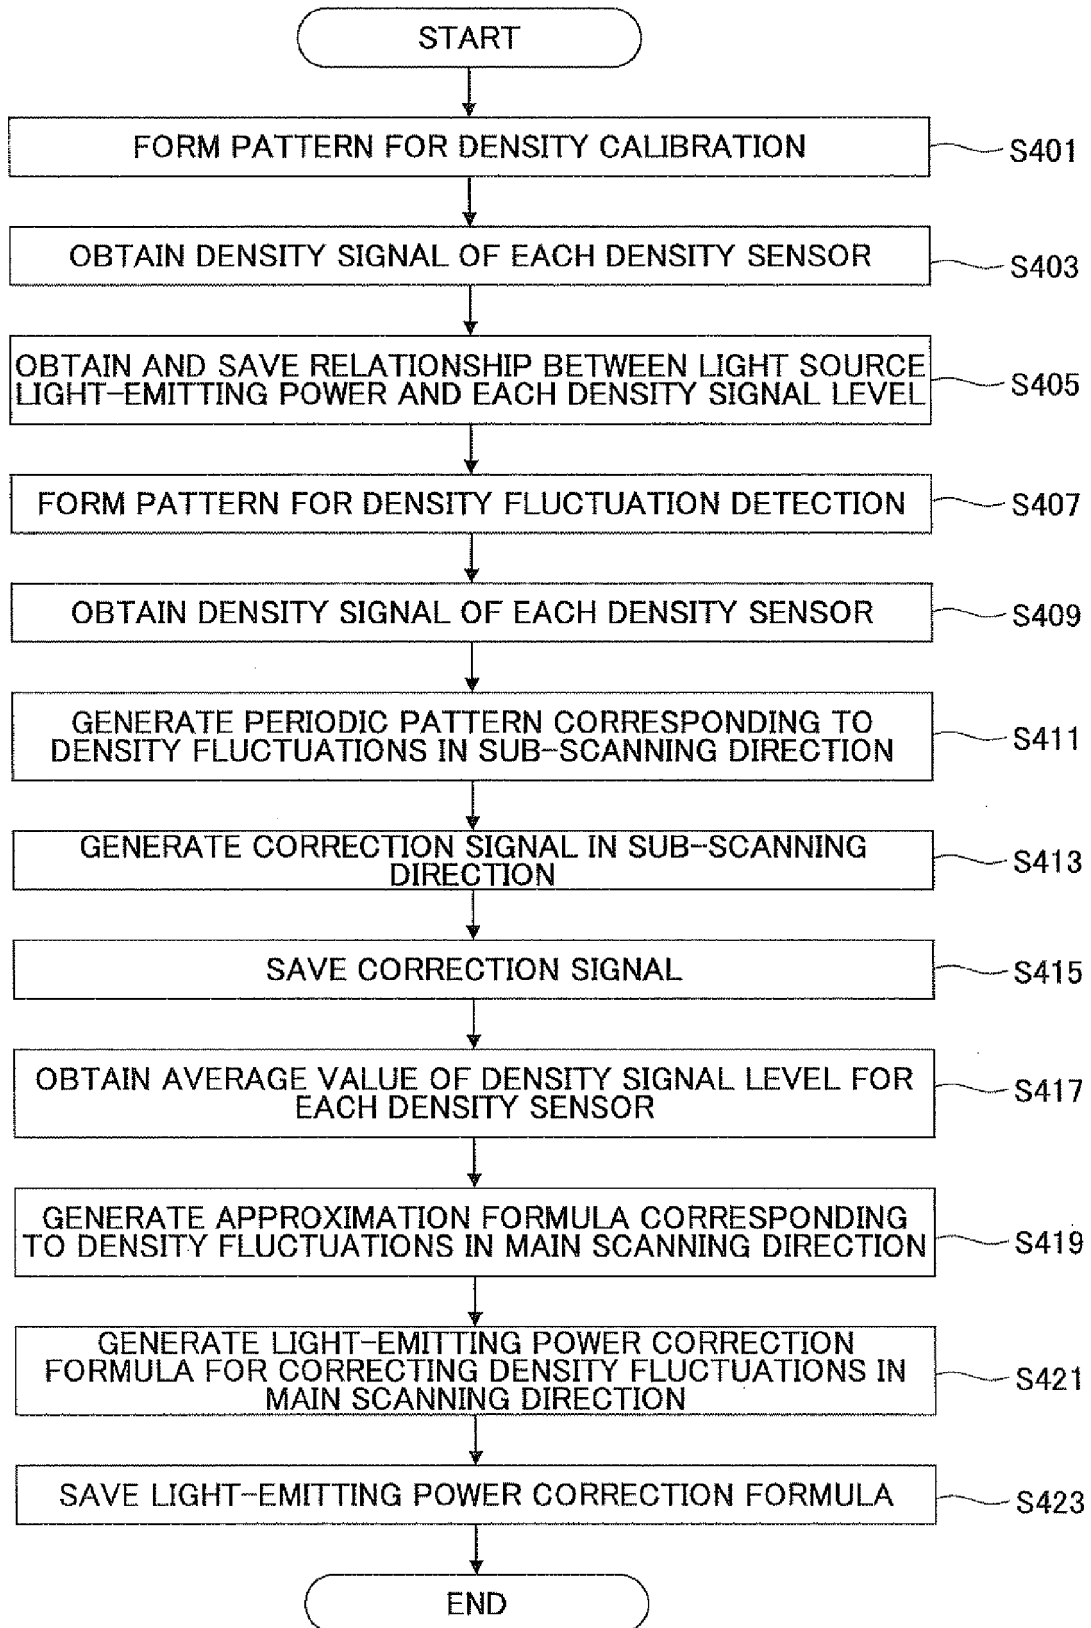 START
FORM PATTERN FOR DENSITY CALIBRATION
S401
OBTAIN DENSITY SIGNAL OF EACH DENSITY SENSOR
S403
OBTAIN AND SAVE RELATIONSHIP BETWEEN LIGHT SOURCE
LIGHT-EMITTING POWER AND EACH DENSITY SIGNAL LEVEL
S405
FORM PATTERN FOR DENSITY FLUCTUATION DETECTION
S407
OBTAIN DENSITY SIGNAL OF EACH DENSITY SENSOR
S409
GENERATE PERIODIC PATTERN CORRESPONDING TO
DENSITY FLUCTUATIONS IN SUB-SCANNING DIRECTION
S411
GENERATE CORRECTION SIGNAL IN SUB-SCANNING
DIRECTION
S413
SAVE CORRECTION SIGNAL
S415
OBTAIN AVERAGE VALUE OF DENSITY SIGNAL LEVEL FOR
EACH DENSITY SENSOR
S417
GENERATE APPROXIMATION FORMULA CORRESPONDING
TO DENSITY FLUCTUATIONS IN MAIN SCANNING DIRECTION
S419
GENERATE LIGHT-EMITTING POWER CORRECTION
FORMULA FOR CORRECTING DENSITY FLUCTUATIONS IN
MAIN SCANNING DIRECTION
S421
SAVE LIGHT-EMITTING POWER CORRECTION FORMULA
S423
END